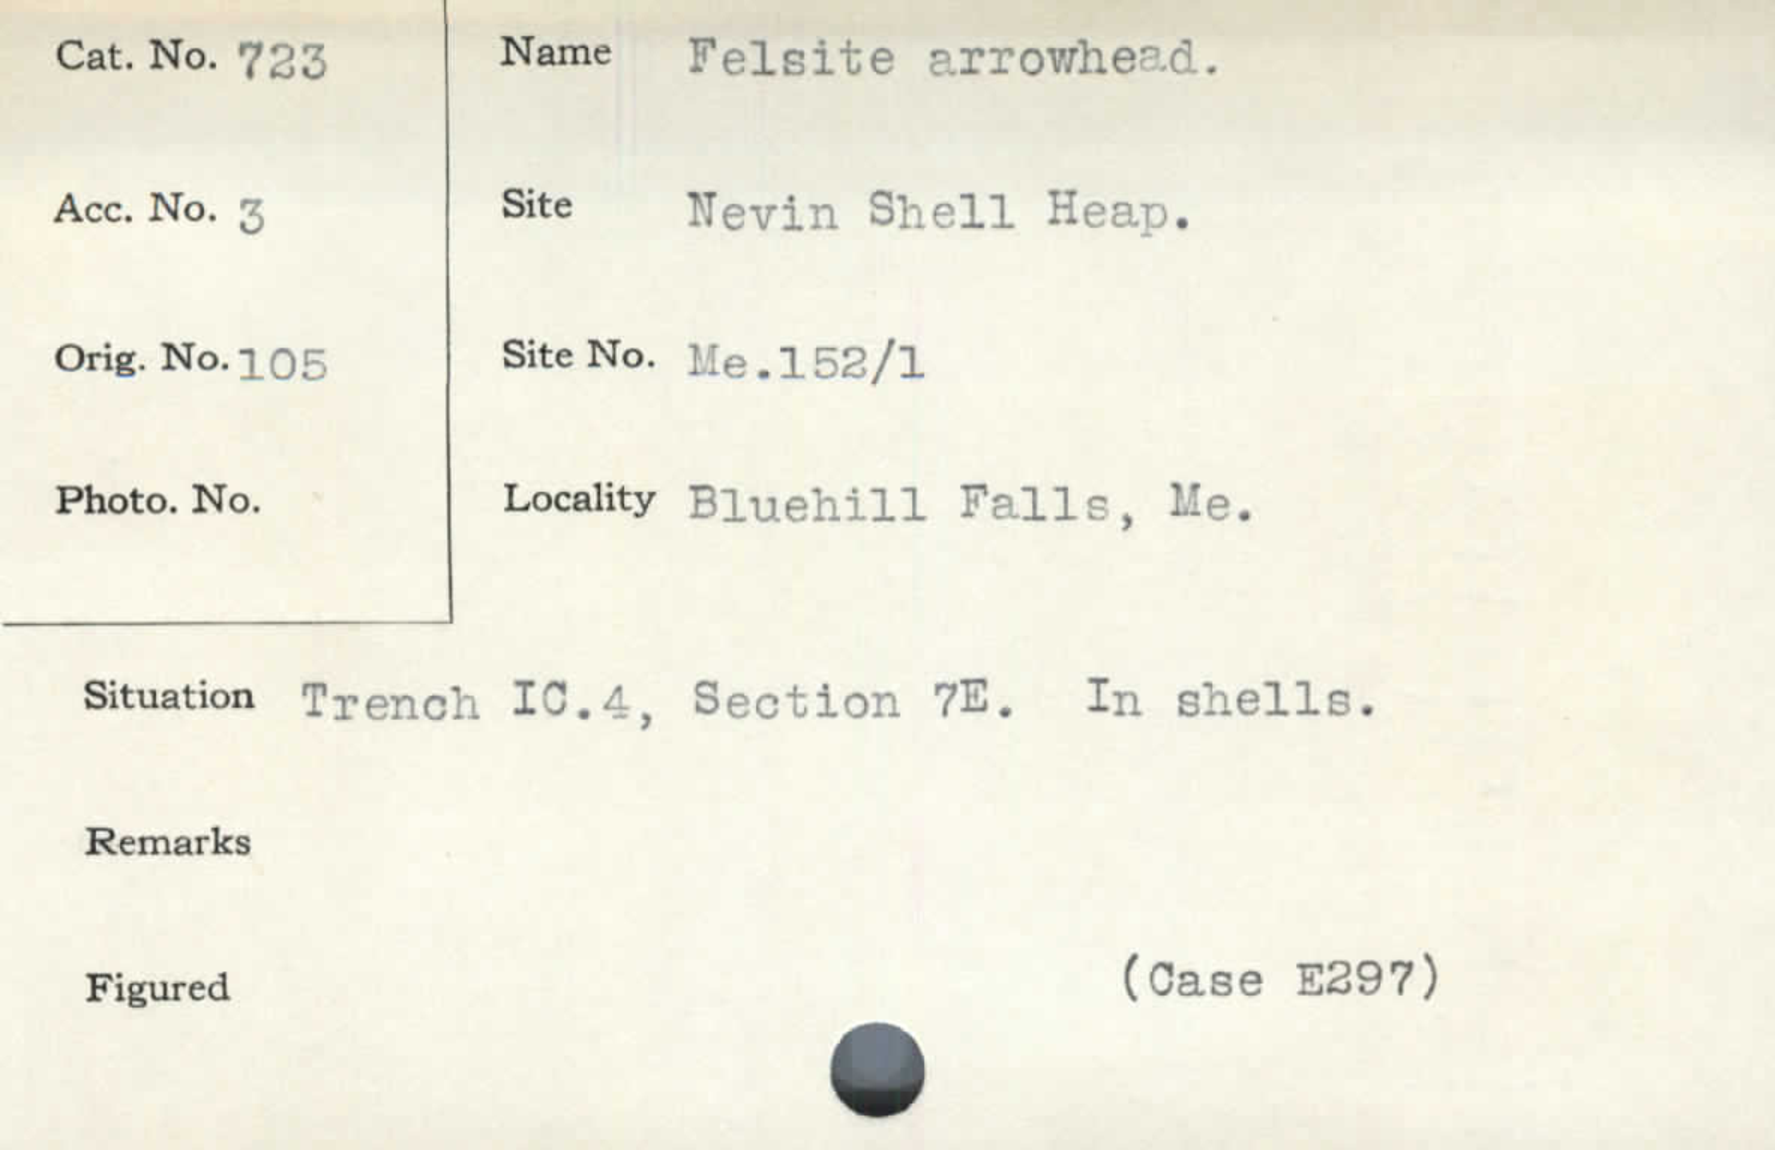 Cat. No. 723
Name Felsite arrowhead.
Acc. No. 3
Site Nevin Shell Heap.
Orig. No. 105
Site No. Me.152/1
Photo. No.
Locality Bluehill Falls, Me.
Situation Trench IC.4, Section 7E. In shells.
Remarks
Figured
(Case E297)